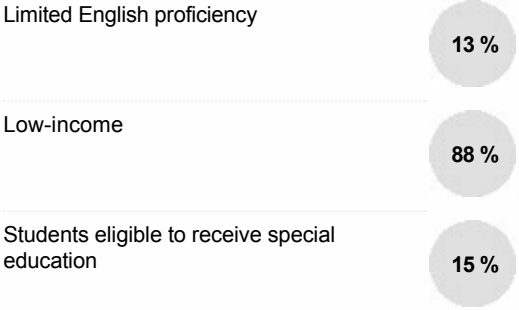 Limited English proficiency
13 %
Low-income
88 %
Students eligible to receive special
education
15 %